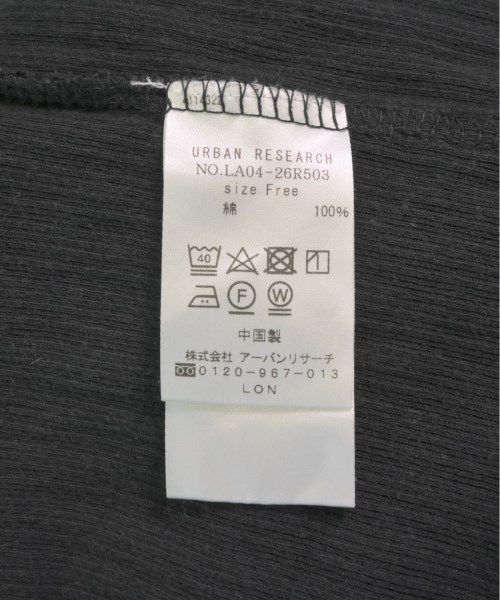 URBAN RESEARCH
NO.LA04-26R503
size Free
綿 100%
40
F W
中国製
株式会社 アーバンリサーチ
0120-967-013
LON